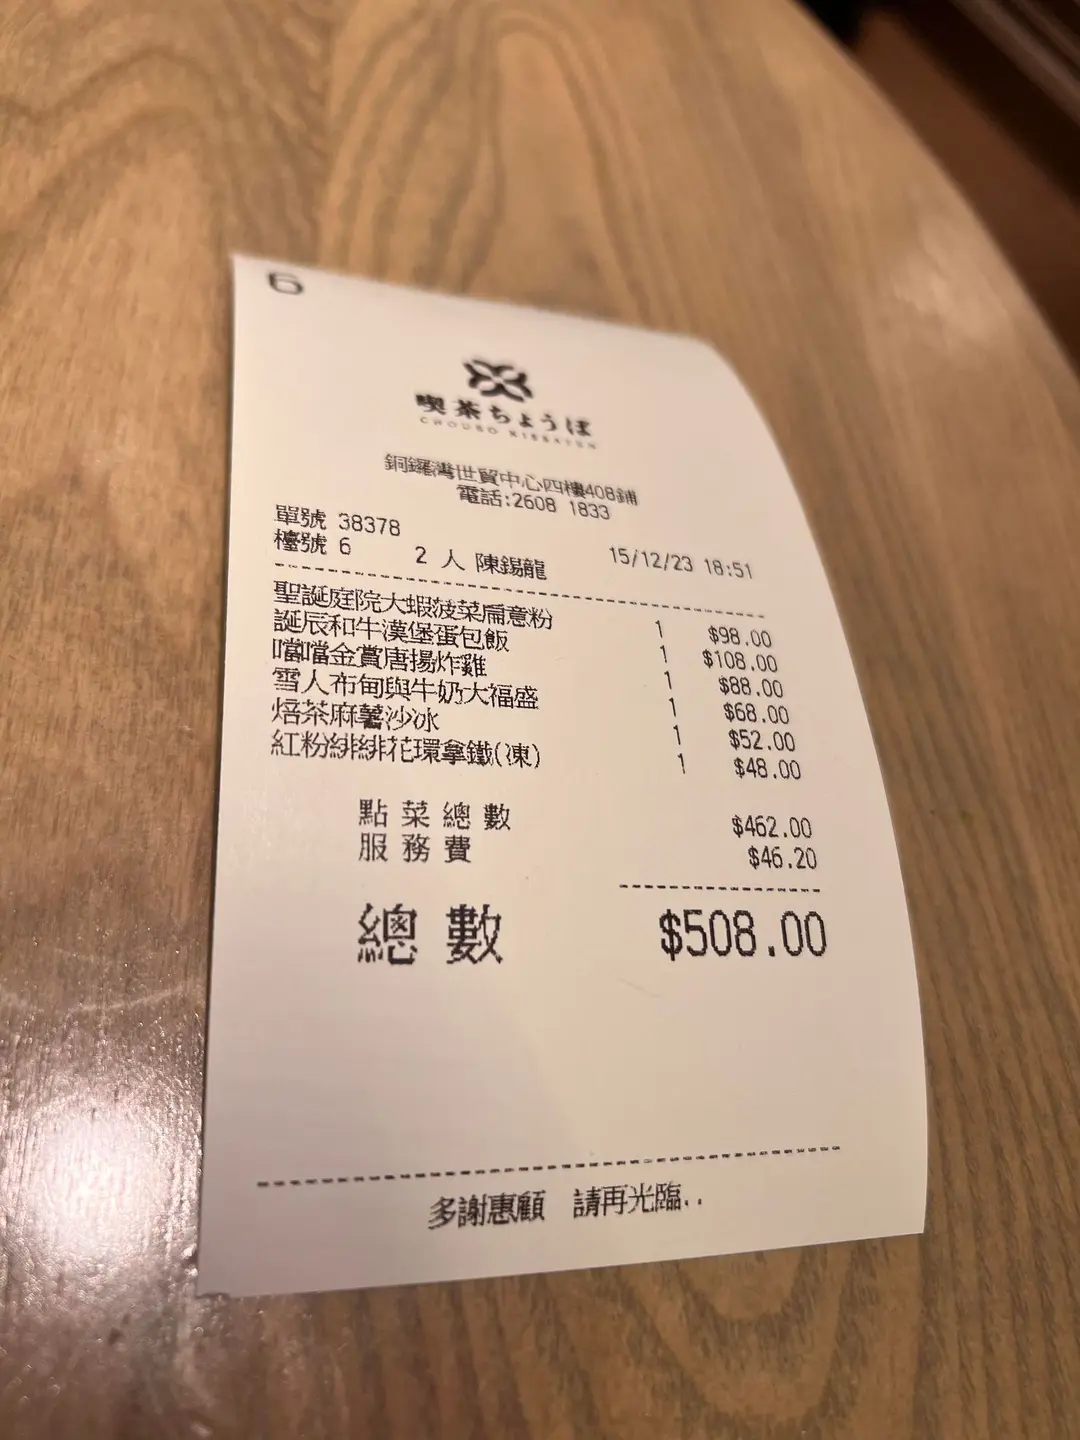 6
喫茶ちょうぼ
CHOUBO KISSATEN
銅鑼灣世貿中心四樓408鋪
電話:2608 1833
單號 38378
檯號 6 2 人 陳錫龍 15/12/23 18:51
聖誕庭院大蝦菠菜扁意粉 1 $98.00
誕辰和牛漢堡蛋包飯 1 $108.00
噹噹金賞唐揚炸雞 1 $88.00
雪人布甸與牛奶大福盛 1 $68.00
焙茶麻薯沙冰 1 $52.00
紅粉緋緋花環拿鐵(凍) 1 $48.00
點菜總數 $462.00
服務費 $46.20
總數 $508.00
多謝惠顧 請再光臨..